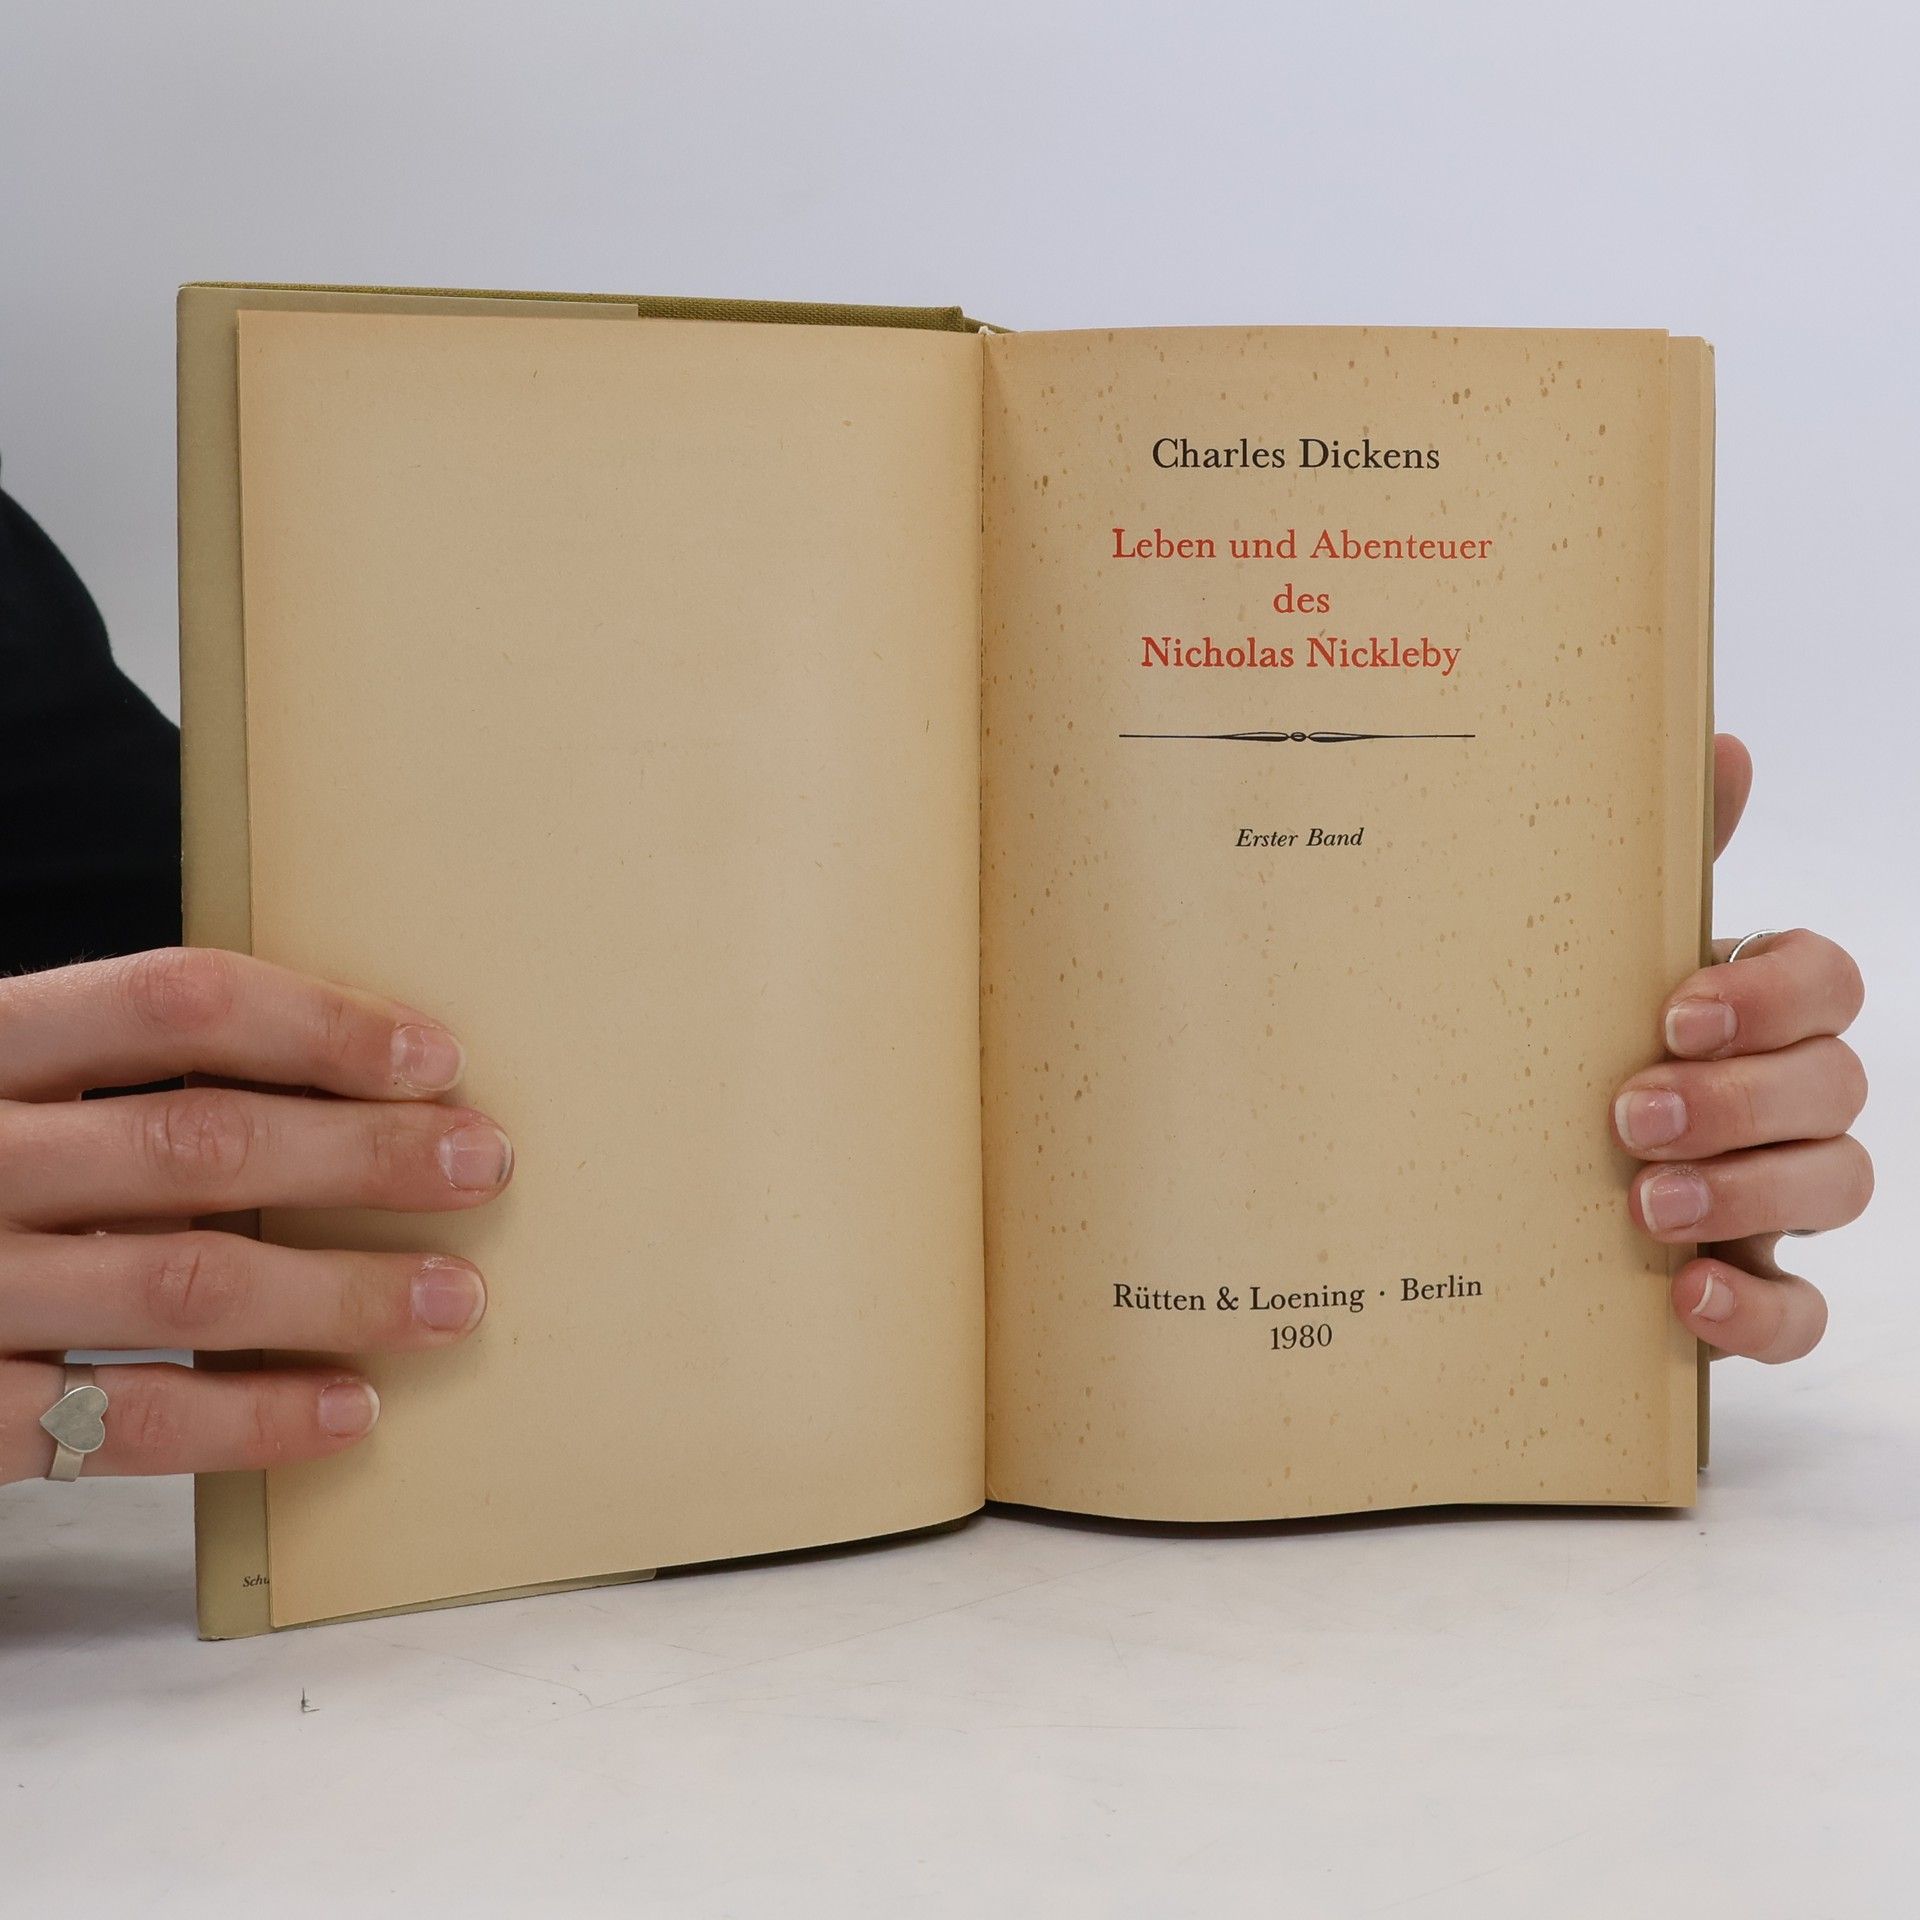 Charles Dickens
Leben und Abenteuer
des
Nicholas Nickleby
Erster Band
Rütten & Loening · Berlin
1980